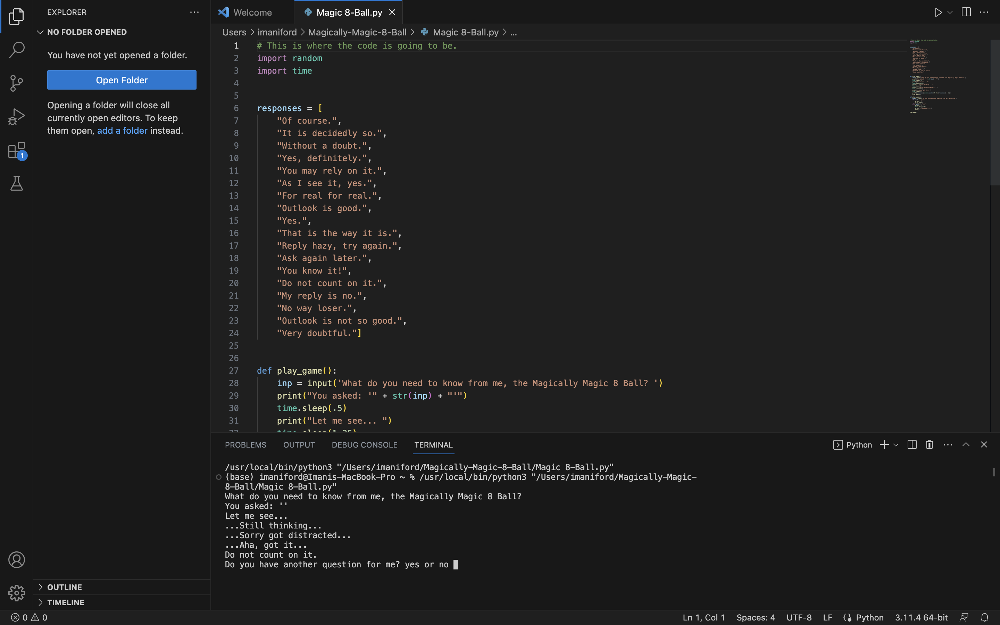 EXPLORER
NO FOLDER OPENED
You have not yet opened a folder.
Open Folder
Opening a folder will close all
currently open editors. To keep
them open, add a folder instead.
1
OUTLINE
TIMELINE
Welcome
Magic 8-Ball.py
Users > imaniford > Magically-Magic-8-Ball > Magic 8-Ball.py > ...
1 # This is where the code is going to be.
2 import random
3 import time
4
5
6 responses = [
7     "Of course.",
8     "It is decidedly so.",
9     "Without a doubt.",
10     "Yes, definitely.",
11     "You may rely on it.",
12     "As I see it, yes.",
13     "For real for real.",
14     "Outlook is good.",
15     "Yes.",
16     "That is the way it is.",
17     "Reply hazy, try again.",
18     "Ask again later.",
19     "You know it!",
20     "Do not count on it.",
21     "My reply is no.",
22     "No way loser.",
23     "Outlook is not so good.",
24     "Very doubtful."]
25
26
27 def play_game():
28     inp = input('What do you need to know from me, the Magically Magic 8 Ball? ')
29     print("You asked: '" + str(inp) + "'")
30     time.sleep(.5)
31     print("Let me see... ")
32     time.sleep(1.25)
PROBLEMS OUTPUT DEBUG CONSOLE TERMINAL
Python
/usr/local/bin/python3 "/Users/imaniford/Magically-Magic-8-Ball/Magic 8-Ball.py"
(base) imaniford@Imanis-MacBook-Pro ~ % /usr/local/bin/python3 "/Users/imaniford/Magically-Magic-
8-Ball/Magic 8-Ball.py"
What do you need to know from me, the Magically Magic 8 Ball?
You asked: ''
Let me see...
...Still thinking...
...Sorry got distracted...
...Aha, got it...
Do not count on it.
Do you have another question for me? yes or no
0 0
Ln 1, Col 1 Spaces: 4 UTF-8 LF Python 3.11.4 64-bit